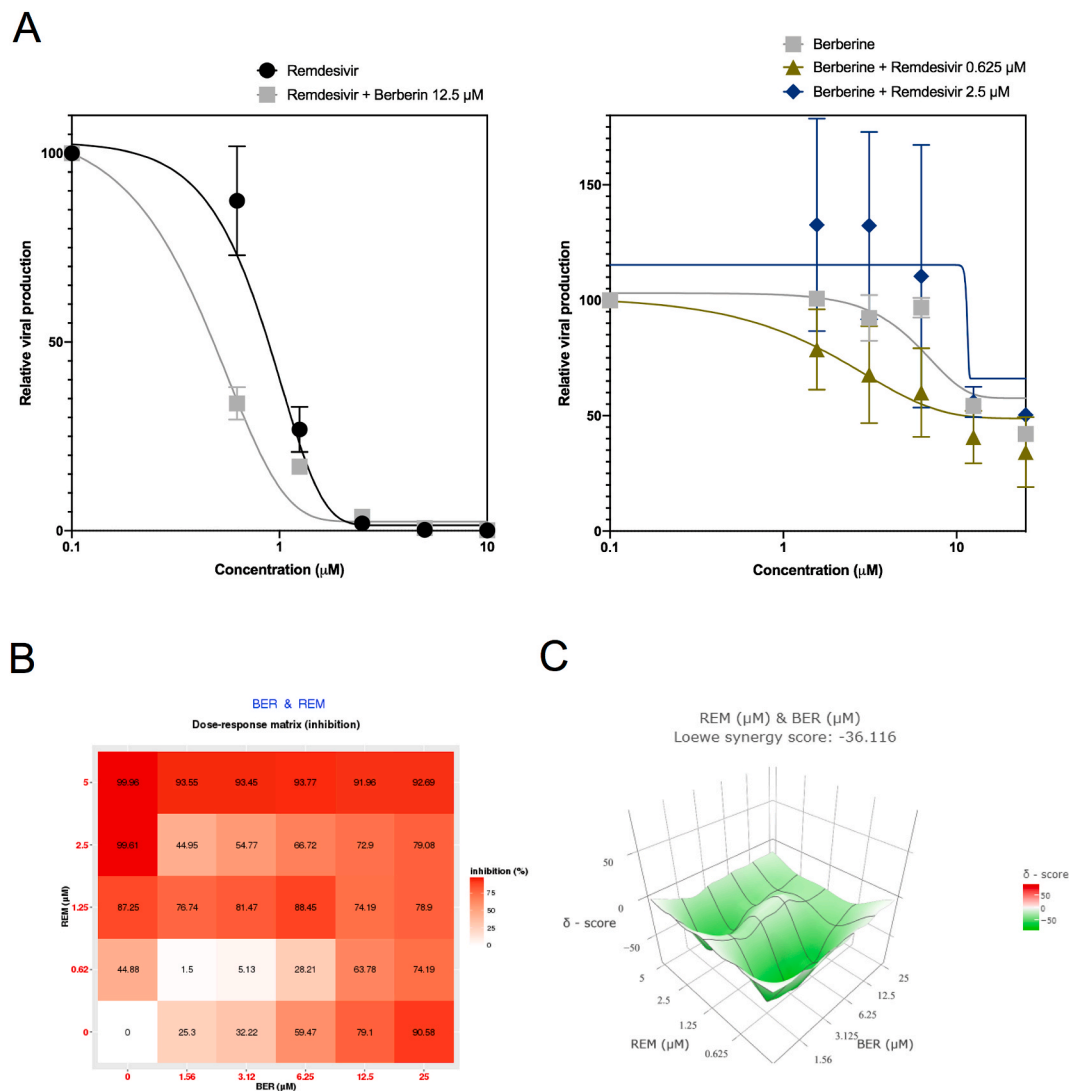 A
Remdesivir
Remdesivir + Berberin 12.5 µM
Relative viral production
100
50
0
0.1
1
10
Concentration (μM)
Berberine
Berberine + Remdesivir 0.625 µM
Berberine + Remdesivir 2.5 µM
Relative viral production
150
100
50
0
0.1
1
10
Concentration (μM)
B
BER & REM
Dose-response matrix (inhibition)
REM (µM)
5
99.96 93.55 93.45 93.77 91.96 92.69
2.5
99.61 44.95 54.77 66.72 72.9 79.08
1.25
87.25 76.74 81.47 88.45 74.19 78.9
0.62
44.88 1.5 5.13 28.21 63.78 74.19
0
0 25.3 32.22 59.47 79.1 90.58
0 1.56 3.12 6.25 12.5 25
BER (µM)
inhibition (%)
75
50
25
0
C
REM (µM) & BER (µM)
Loewe synergy score: -36.116
50
0
−50
δ - score
5
2.5
1.25
0.625
REM (µM)
25
12.5
6.25
3.125
1.56
BER (µM)
δ - score
50
0
−50